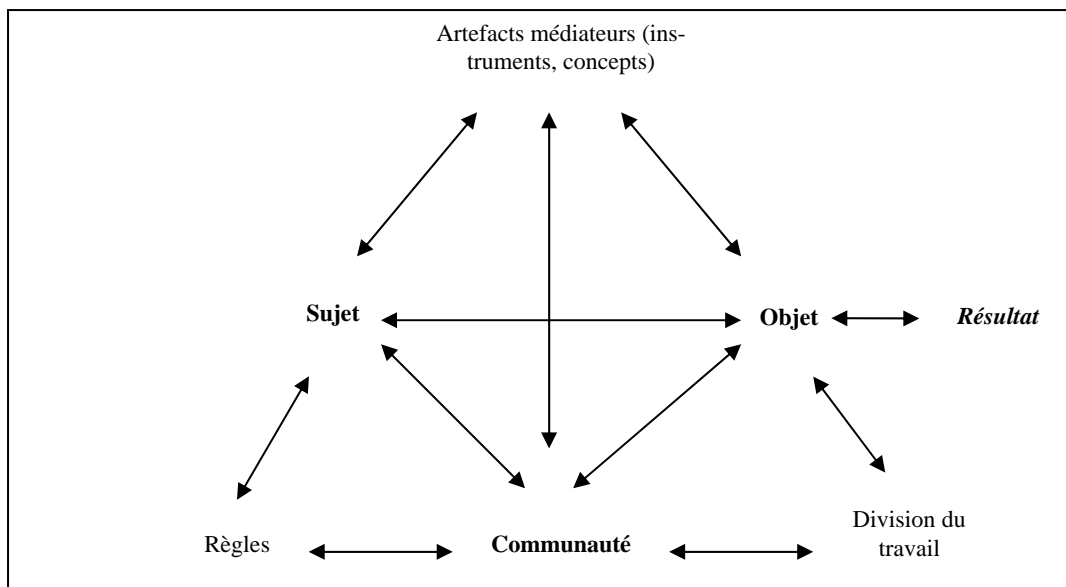 Artefacts médiateurs (ins-
truments, concepts)
Sujet
Objet
Résultat
Règles
Communauté
Division du
travail